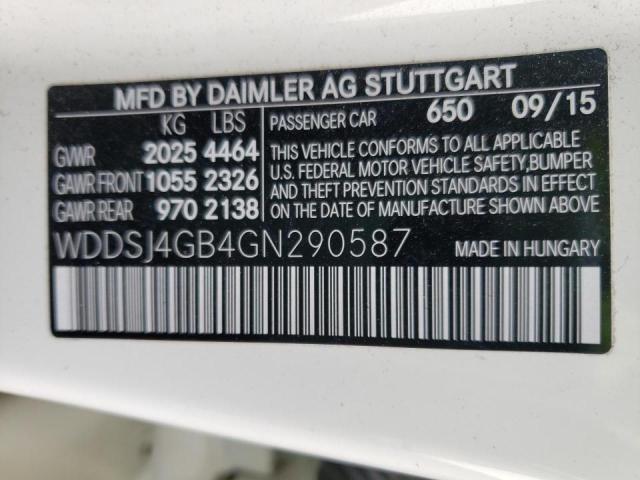 MFD BY DAIMLER AG STUTTGART
KG LBS
GVWR 2025 4464
GAWR FRONT 1055 2326
GAWR REAR 970 2138
PASSENGER CAR 650 09/15
THIS VEHICLE CONFORMS TO ALL APPLICABLE
U.S. FEDERAL MOTOR VEHICLE SAFETY,BUMPER
AND THEFT PREVENTION STANDARDS IN EFFECT
ON THE DATE OF MANUFACTURE SHOWN ABOVE.
WDDSJ4GB4GN290587 MADE IN HUNGARY